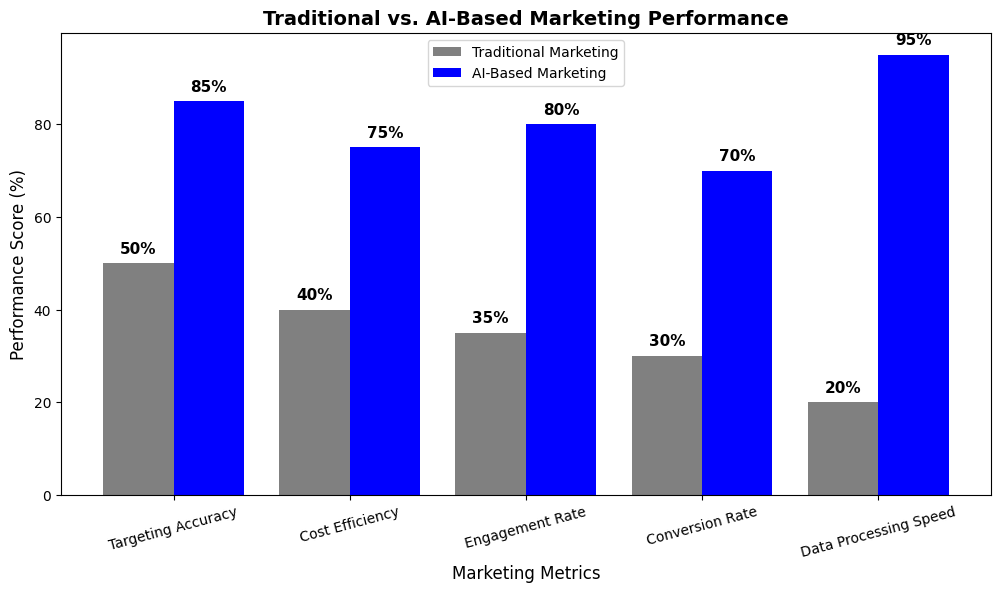 Traditional vs. AI-Based Marketing Performance
Traditional Marketing
AI-Based Marketing
Performance Score (%)
80
60
40
20
0
50%
85%
40%
75%
35%
80%
30%
70%
20%
95%
Targeting Accuracy
Cost Efficiency
Engagement Rate
Conversion Rate
Data Processing Speed
Marketing Metrics